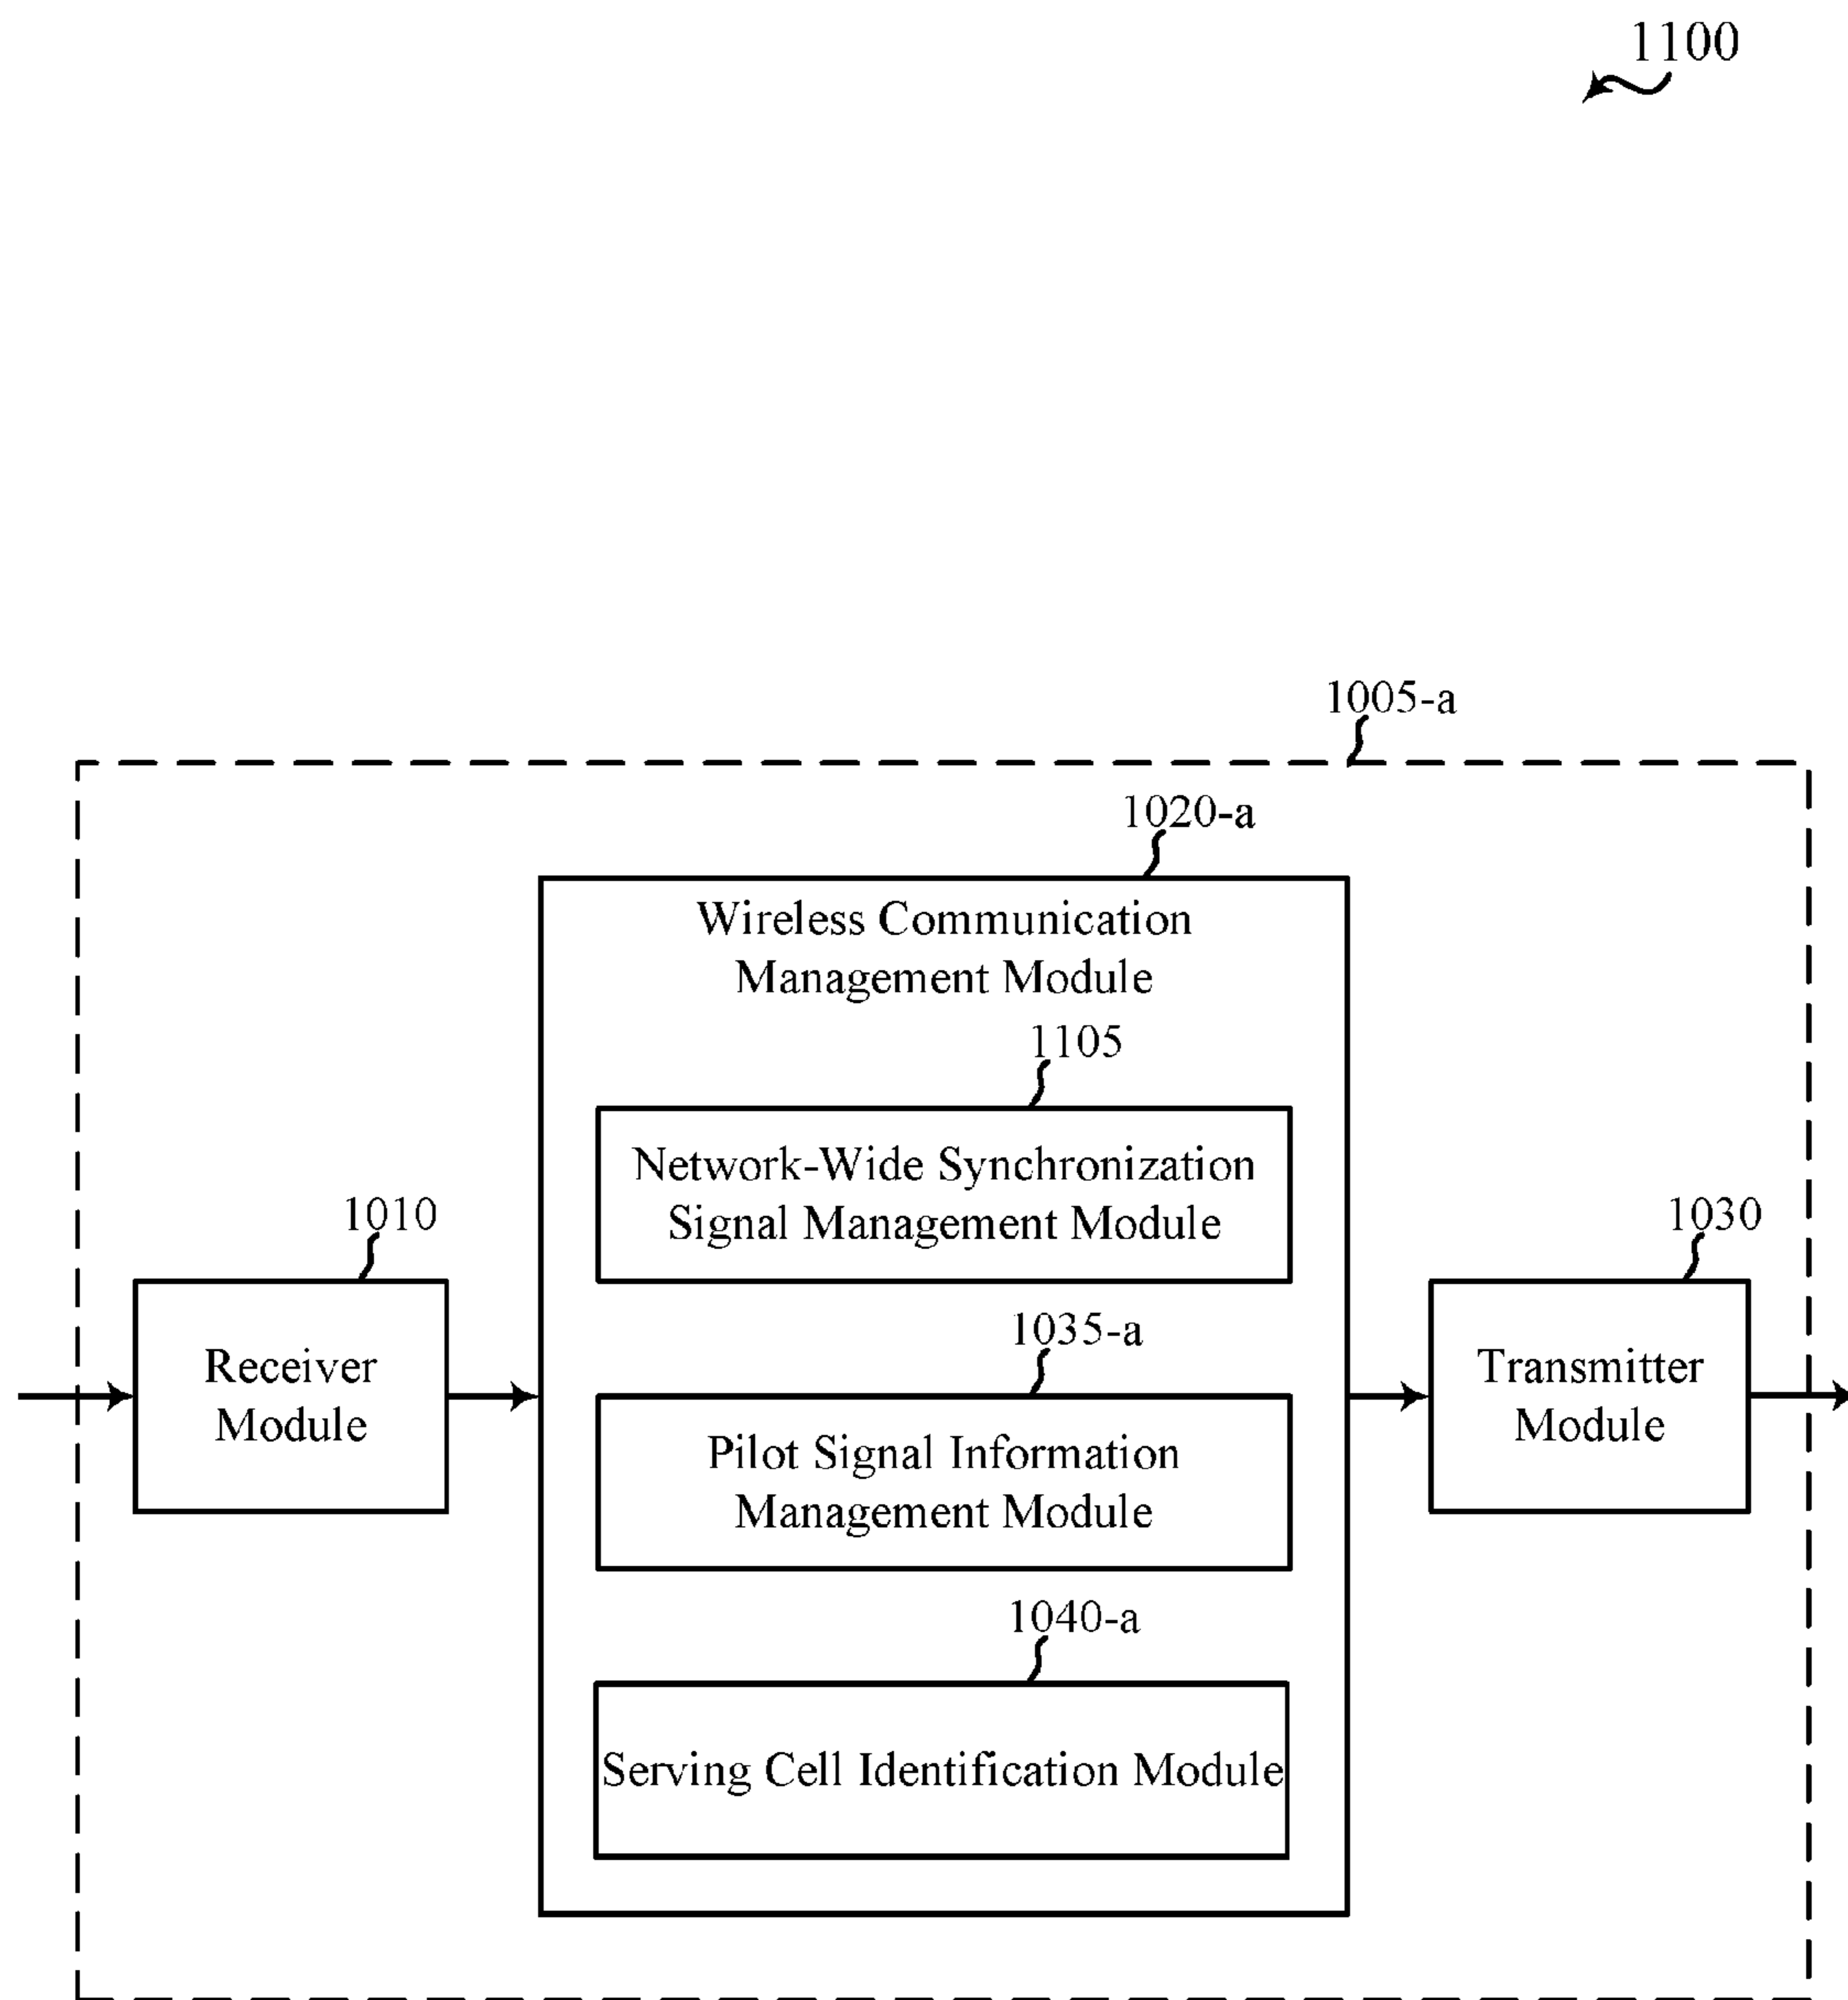 1100
1005-a
1020-a
Wireless Communication
Management Module
1105
Network-Wide Synchronization
Signal Management Module
1010
Receiver
Module
1035-a
Pilot Signal Information
Management Module
1030
Transmitter
Module
1040-a
Serving Cell Identification Module